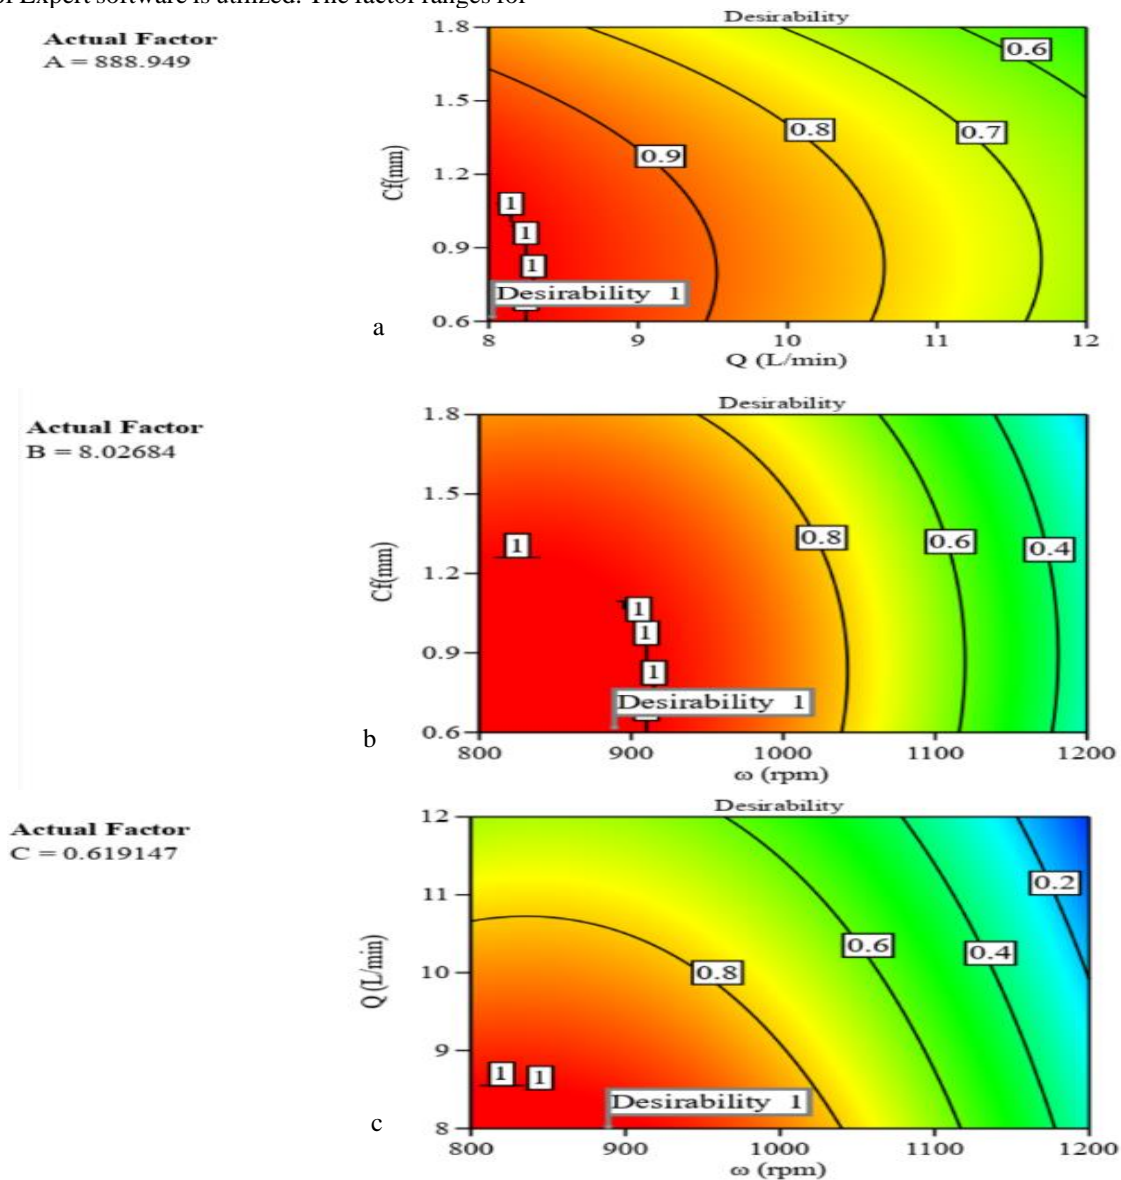 of Expert software is utilized. The factor ranges for
Desirability
Actual Factor
A = 888.949
1.8
1.5
1.2
0.9
0.6
Cf(mm)
0.6
0.8
0.7
0.9
1
1
1
Desirability 1
8
9
10
11
12
Q (L/min)
a
Desirability
Actual Factor
B = 8.02684
1.8
1.5
1.2
0.9
0.6
Cf(mm)
0.8
0.6
0.4
1
1
1
1
Desirability 1
800
900
1000
1100
1200
ω (rpm)
b
Desirability
Actual Factor
C = 0.619147
12
11
10
9
8
Q (L/min)
0.2
0.6
0.4
0.8
1
1
Desirability 1
800
900
1000
1100
1200
ω (rpm)
c